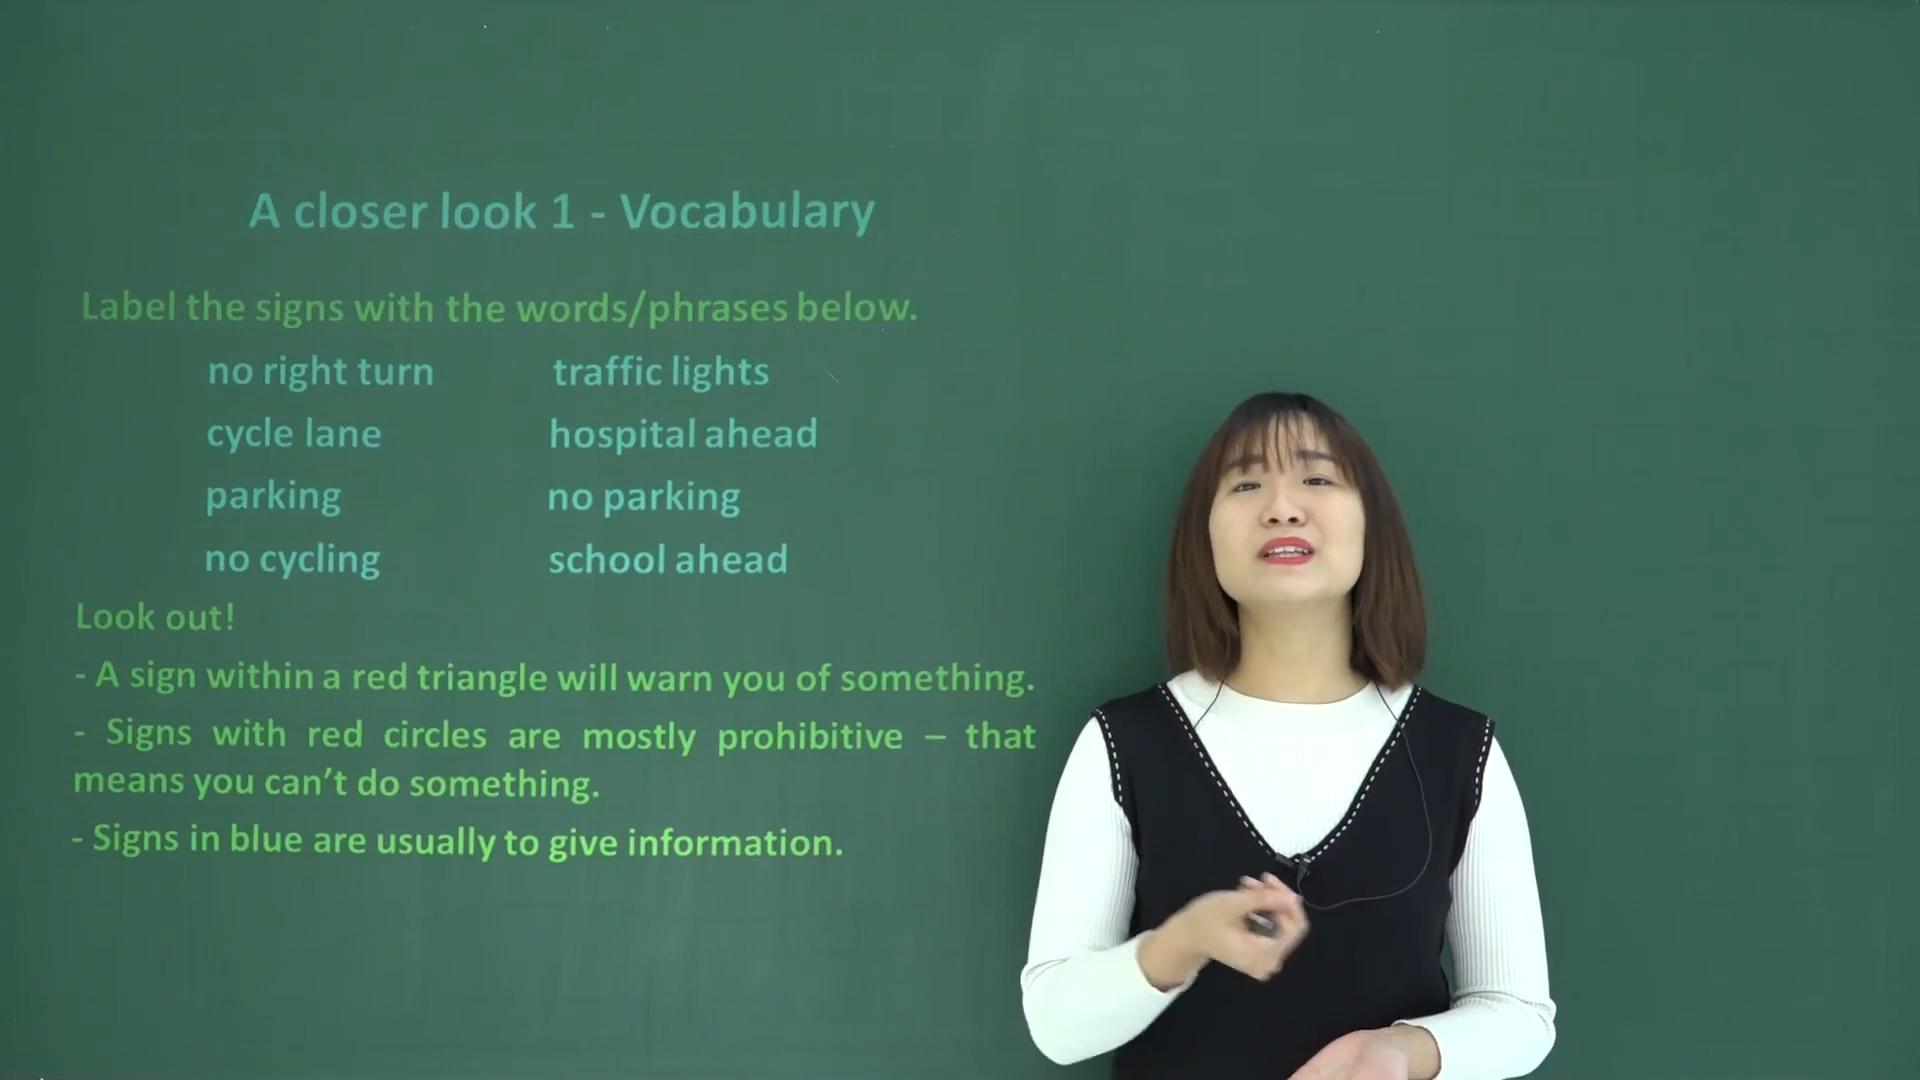 A closer look 1 - Vocabulary
Label the signs with the words/phrases below.
no right turn traffic lights
cycle lane hospital ahead
parking no parking
no cycling school ahead
Look out!
- A sign within a red triangle will warn you of something.
- Signs with red circles are mostly prohibitive – that
means you can’t do something.
- Signs in blue are usually to give information.